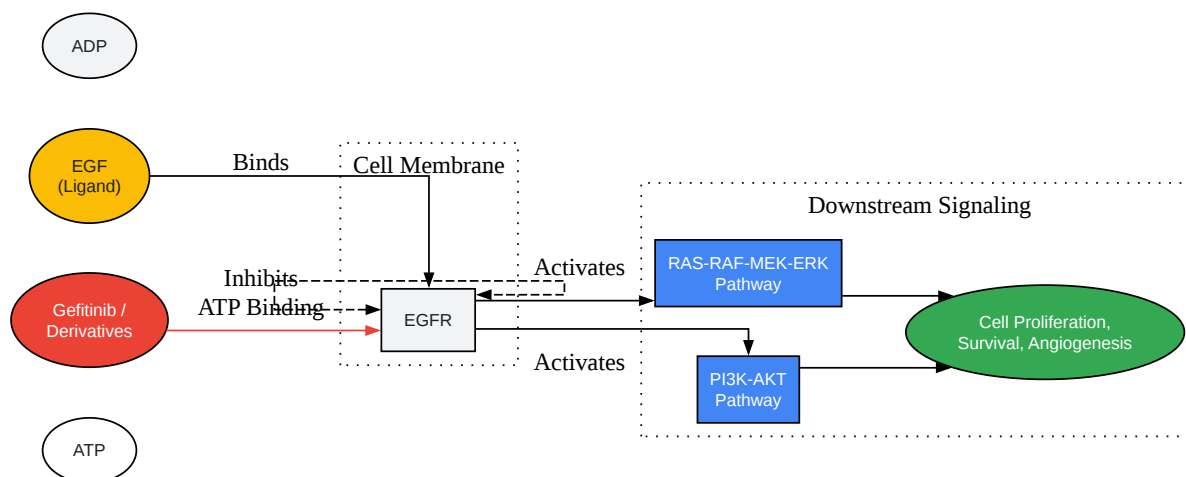 ADP
EGF
(Ligand)
Binds
Cell Membrane
Downstream Signaling
Inhibits
ATP Binding
Activates
RAS-RAF-MEK-ERK
Pathway
Gefitinib /
Derivatives
EGFR
Cell Proliferation,
Survival, Angiogenesis
Activates
PI3K-AKT
Pathway
ATP